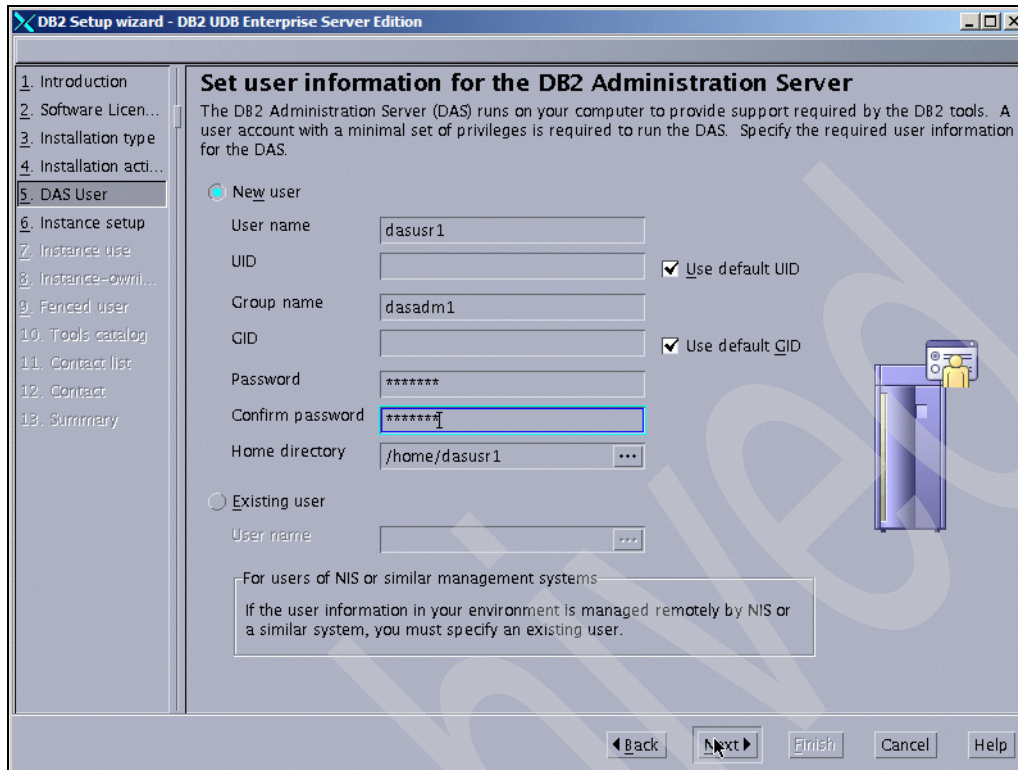 DB2 Setup wizard - DB2 UDB Enterprise Server Edition
1. Introduction
2. Software Licen...
3. Installation type
4. Installation acti...
5. DAS User
6. Instance setup
7. Instance use
8. Instance-owni...
9. Fenced user
10. Tools catalog
11. Contact list
12. Contact
13. Summary
Set user information for the DB2 Administration Server
The DB2 Administration Server (DAS) runs on your computer to provide support required by the DB2 tools. A
user account with a minimal set of privileges is required to run the DAS. Specify the required user information
for the DAS.
New user
User name dasusr1
UID Use default UID
Group name dasadm1
GID Use default GID
Password *******
Confirm password *******
Home directory /home/dasusr1 ...
Existing user
User name ...
For users of NIS or similar management systems
If the user information in your environment is managed remotely by NIS or
a similar system, you must specify an existing user.
Back Next Finish Cancel Help
hived